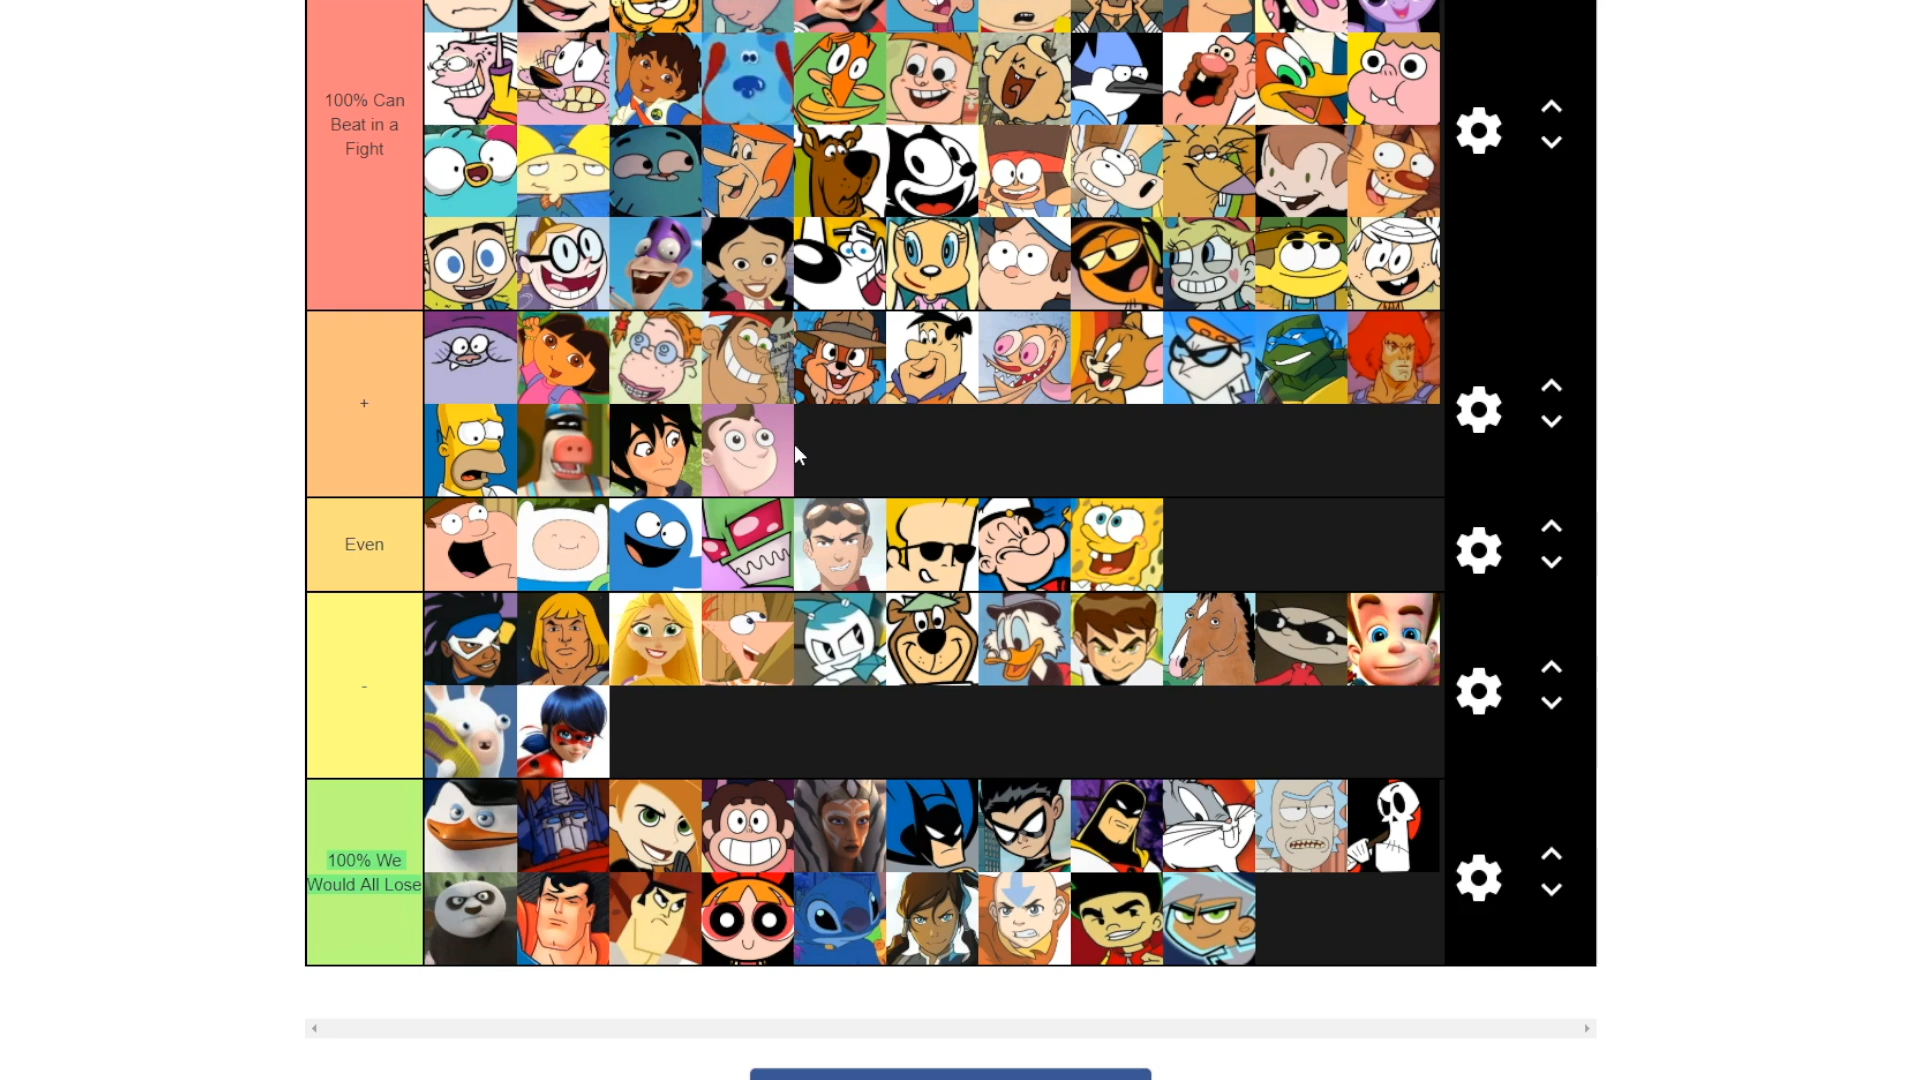 100% Can
Beat in a
Fight
+
Even
-
100% We
Would All Lose